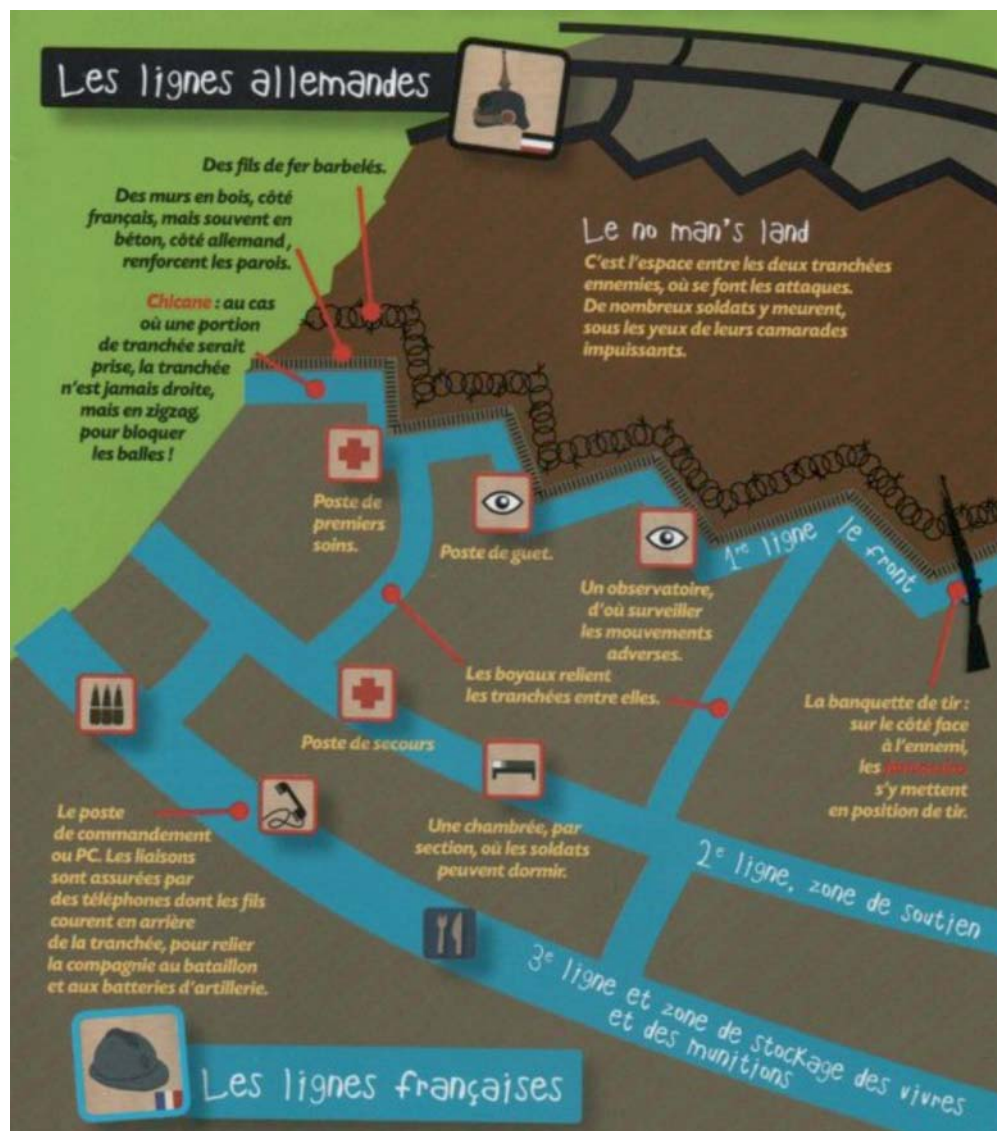 Les lignes allemandes
Des fils de fer barbelés.
Des murs en bois, côté
français, mais souvent en
béton, côté allemand,
renforcent les parois.
Le no man's land
C'est l'espace entre les deux tranchées
ennemies, où se font les attaques.
De nombreux soldats y meurent,
sous les yeux de leurs camarades
impuissants.
Chicane : au cas
où une portion
de tranchée serait
prise, la tranchée
n'est jamais droite,
mais en zigzag,
pour bloquer
les balles !
Poste de
premiers
soins.
Poste de guet.
1re ligne
le front
Un observatoire,
d'où surveiller
les mouvements
adverses.
Les boyaux relient
les tranchées entre elles.
La banquette de tir :
sur le côté face
à l'ennemi,
les
s'y mettent
en position de tir.
Poste de secours
Une chambrée, par
section, où les soldats
peuvent dormir.
Le poste
de commandement
ou PC. Les liaisons
sont assurées par
des téléphones dont les fils
courent en arrière
de la tranchée, pour relier
la compagnie au bataillon
et aux batteries d'artillerie.
2e ligne, zone de soutien
3e ligne et zone de stockage des vivres
et des munitions
Les lignes françaises